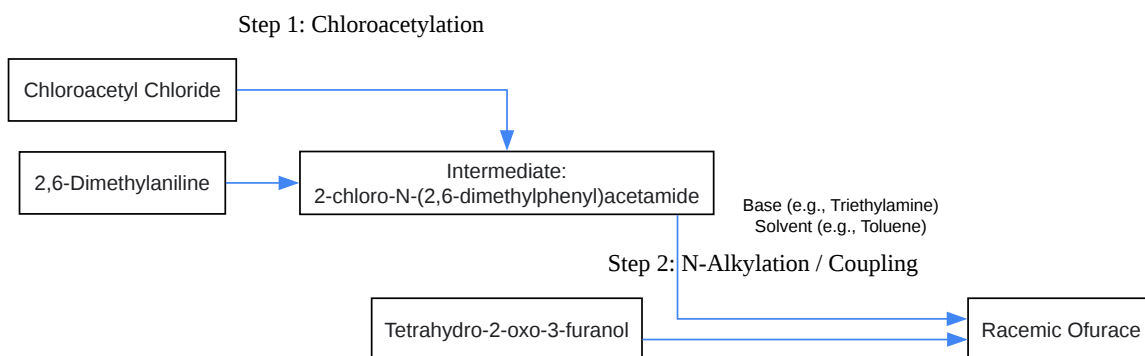 Step 1: Chloroacetylation
Chloroacetyl Chloride
2,6-Dimethylaniline
Intermediate:
2-chloro-N-(2,6-dimethylphenyl)acetamide
Base (e.g., Triethylamine)
Solvent (e.g., Toluene)
Step 2: N-Alkylation / Coupling
Tetrahydro-2-oxo-3-furanol
Racemic Ofurace